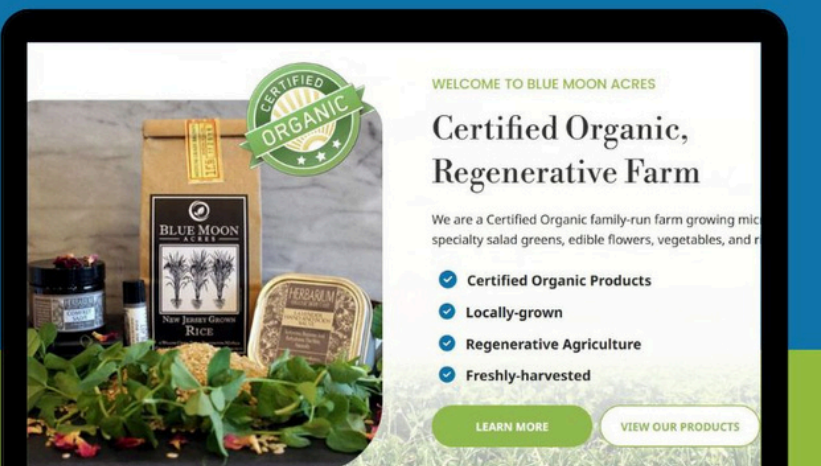 CERTIFIED
ORGANIC
BLUE MOON
ACRES
NEW JERSEY GROWN
RICE
HERBARIUM
WELCOME TO BLUE MOON ACRES
Certified Organic,
Regenerative Farm
We are a Certified Organic family-run farm growing mic
specialty salad greens, edible flowers, vegetables, and r
Certified Organic Products
Locally-grown
Regenerative Agriculture
Freshly-harvested
LEARN MORE
VIEW OUR PRODUCTS